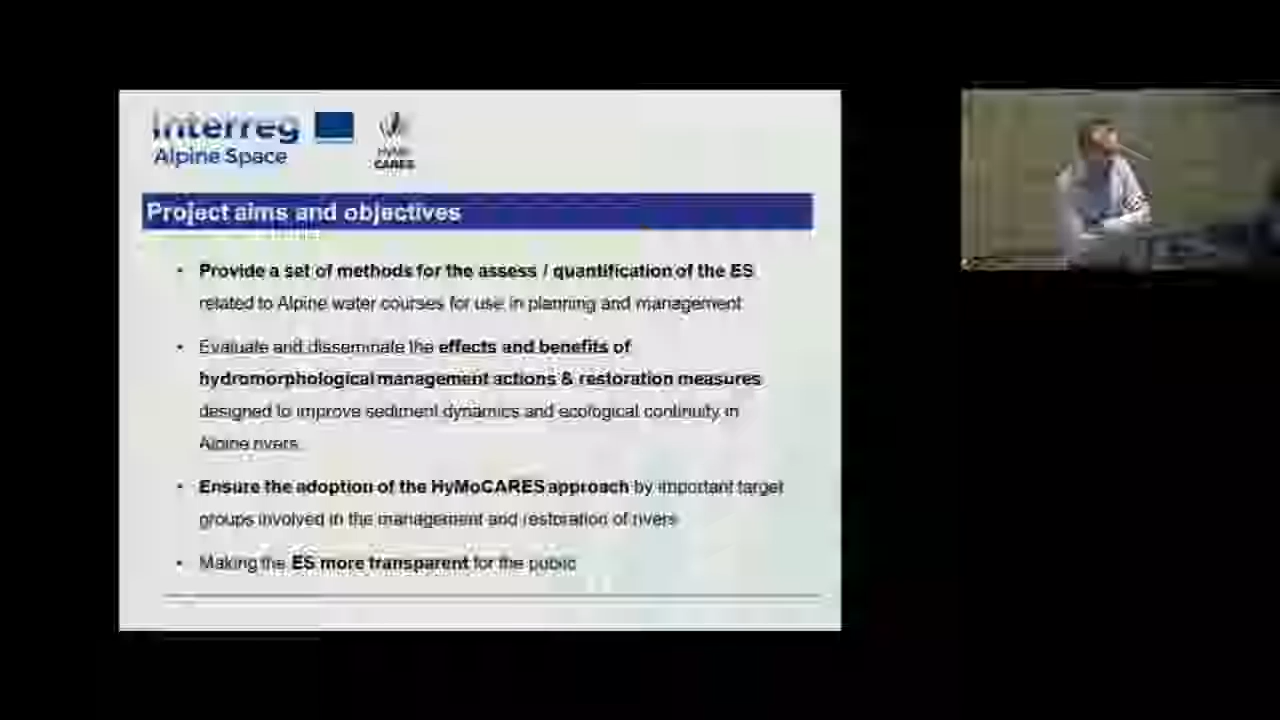 Interreg
Alpine Space
CARES
Project aims and objectives
• Provide a set of methods for the assess / quantification of the ES
related to Alpine water courses for use in planning and management
• Evaluate and disseminate the effects and benefits of
hydromorphological management actions & restoration measures
designed to improve sediment dynamics and ecological continuity in
Alpine rivers.
• Ensure the adoption of the HyMoCARES approach by important target
groups involved in the management and restoration of rivers
• Making the ES more transparent for the public